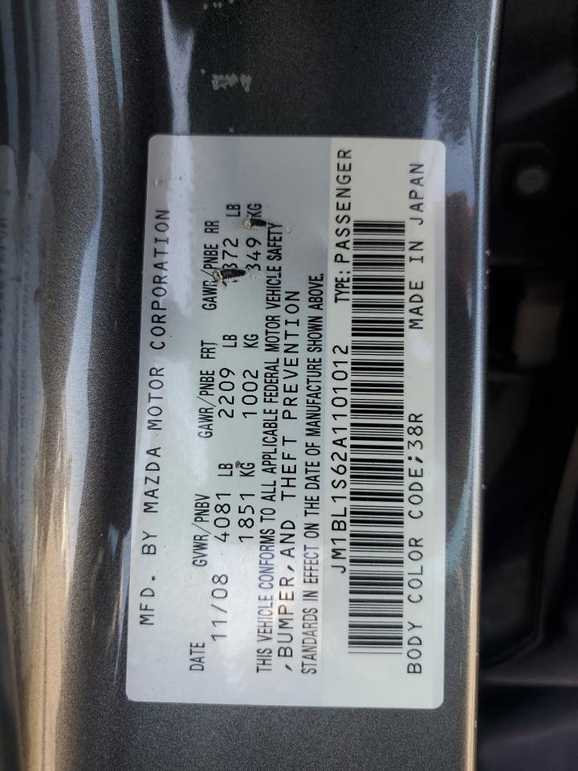 MFD. BY MAZDA MOTOR CORPORATION
DATE GVWR/PNBV GAWR/PNBE FRT GAWR/PNBE RR
11/08 4081 LB 2209 LB 1872 LB
1851 KG 1002 KG 849 KG
THIS VEHICLE CONFORMS TO ALL APPLICABLE FEDERAL MOTOR VEHICLE SAFETY
,BUMPER,AND THEFT PREVENTION
STANDARDS IN EFFECT ON THE DATE OF MANUFACTURE SHOWN ABOVE.
JM1BL1S62A1101012 TYPE:PASSENGER
BODY COLOR CODE;38R MADE IN JAPAN